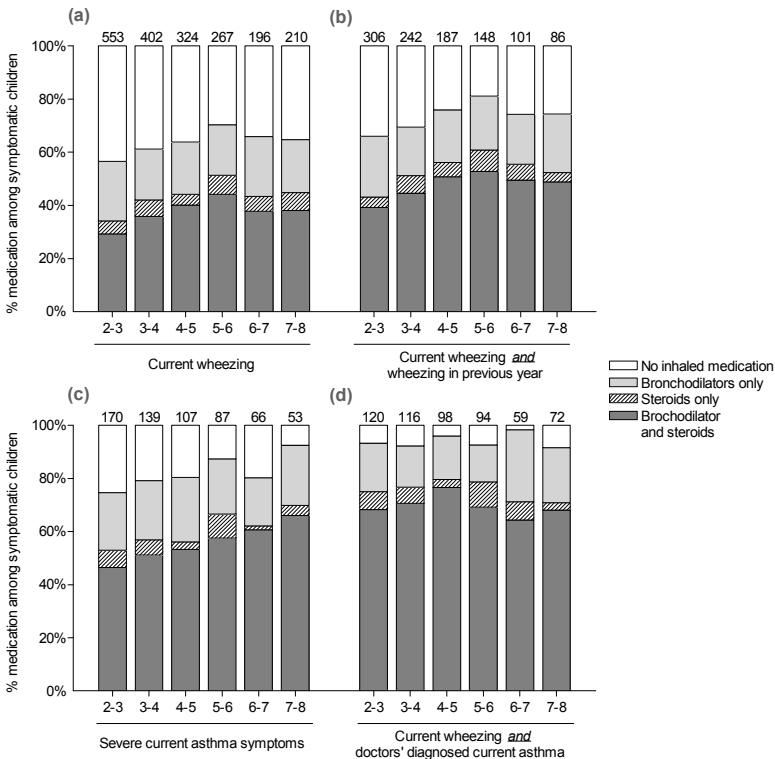 (a)
(b)
553 402 324 267 196 210
306 242 187 148 101 86
100%
80%
60%
40%
20%
0%
% medication among symptomatic children
2-3 3-4 4-5 5-6 6-7 7-8
2-3 3-4 4-5 5-6 6-7 7-8
Current wheezing
Current wheezing and
wheezing in previous year
No inhaled medication
Bronchodilators only
Steroids only
Brochodilator
and steroids
(c)
(d)
170 139 107 87 66 53
120 116 98 94 59 72
100%
80%
60%
40%
20%
0%
% medication among symptomatic children
2-3 3-4 4-5 5-6 6-7 7-8
2-3 3-4 4-5 5-6 6-7 7-8
Severe current asthma symptoms
Current wheezing and
doctors' diagnosed current asthma